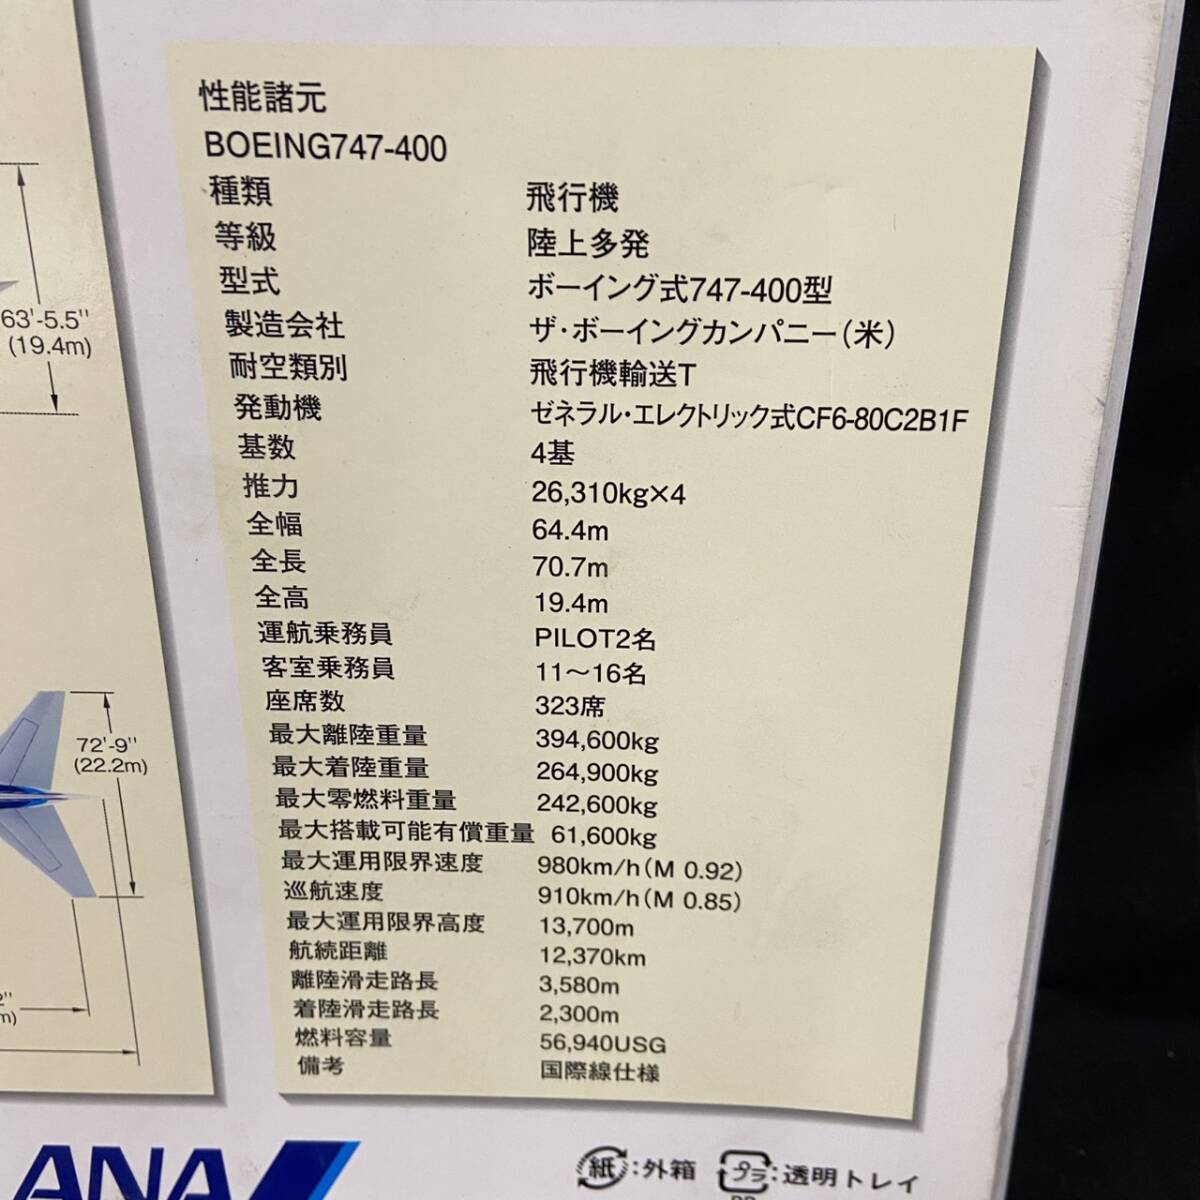 性能諸元
BOEING747-400
種類 飛行機
等級 陸上多発
型式 ボーイング式747-400型
製造会社 ザ・ボーイングカンパニー(米)
耐空類別 飛行機輸送T
発動機 ゼネラル・エレクトリック式CF6-80C2B1F
基数 4基
推力 26,310kg×4
全幅 64.4m
全長 70.7m
全高 19.4m
運航乗務員 PILOT2名
客室乗務員 11〜16名
座席数 323席
最大離陸重量 394,600kg
最大着陸重量 264,900kg
最大零燃料重量 242,600kg
最大搭載可能有償重量 61,600kg
最大運用限界速度 980km/h(M 0.92)
巡航速度 910km/h(M 0.85)
最大運用限界高度 13,700m
航続距離 12,370km
離陸滑走路長 3,580m
着陸滑走路長 2,300m
燃料容量 56,940USG
備考 国際線仕様
63'-5.5"
(19.4m)
72'-9"
(22.2m)
ANA
紙:外箱 プラ:透明トレイ